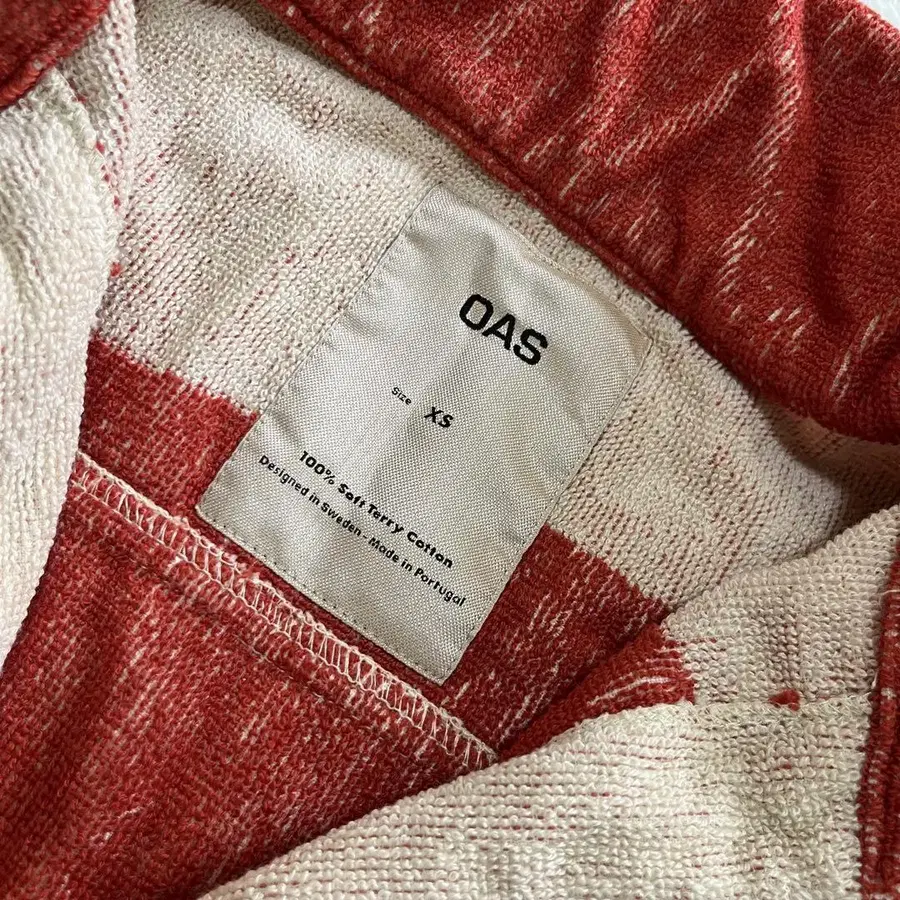 OAS
Size XS
100% Soft Terry Cotton
Designed in Sweden - Made in Portugal